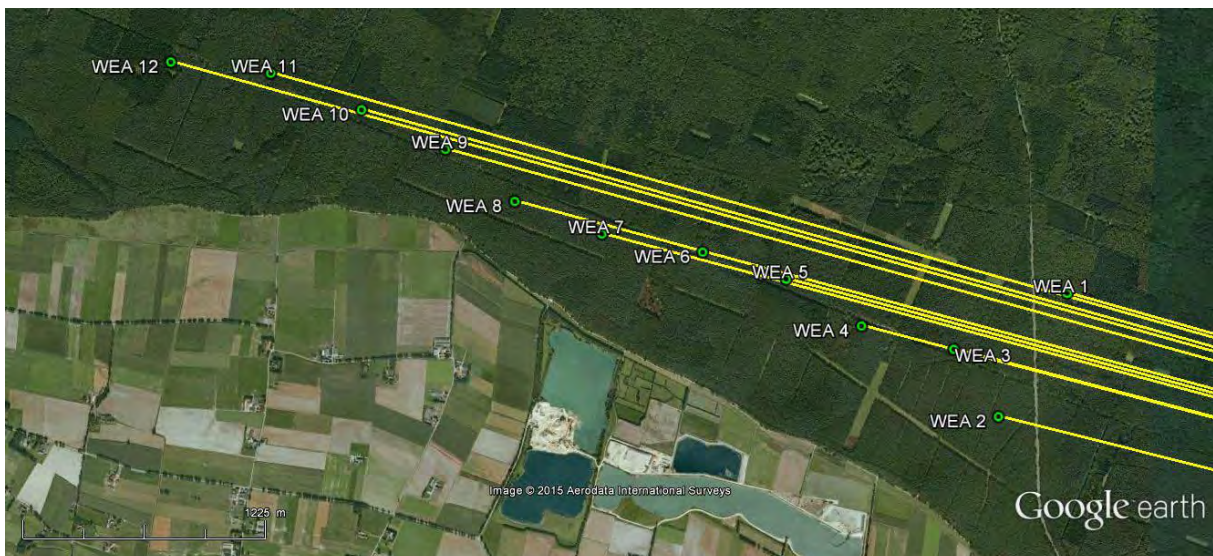 WEA 12
WEA 11
WEA 10
WEA 9
WEA 8
WEA 7
WEA 6
WEA 5
WEA 1
WEA 4
WEA 3
WEA 2
Image © 2015 Aerodata International Surveys
1225 m
Google earth